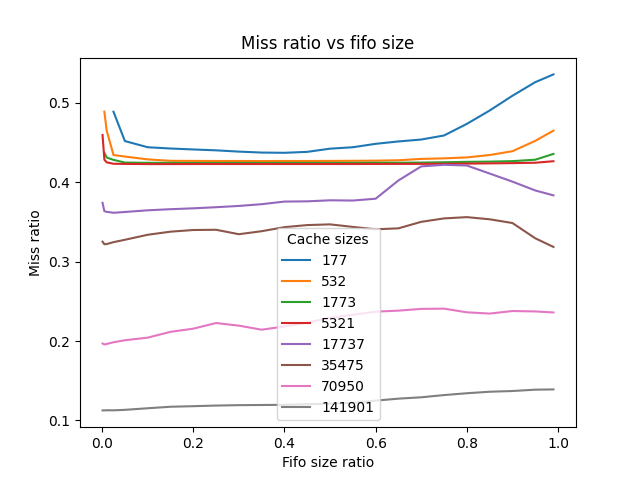 Miss ratio vs fifo size
Miss ratio
0.5
0.4
0.3
0.2
0.1
Cache sizes
177
532
1773
5321
17737
35475
70950
141901
0.0 0.2 0.4 0.6 0.8 1.0
Fifo size ratio